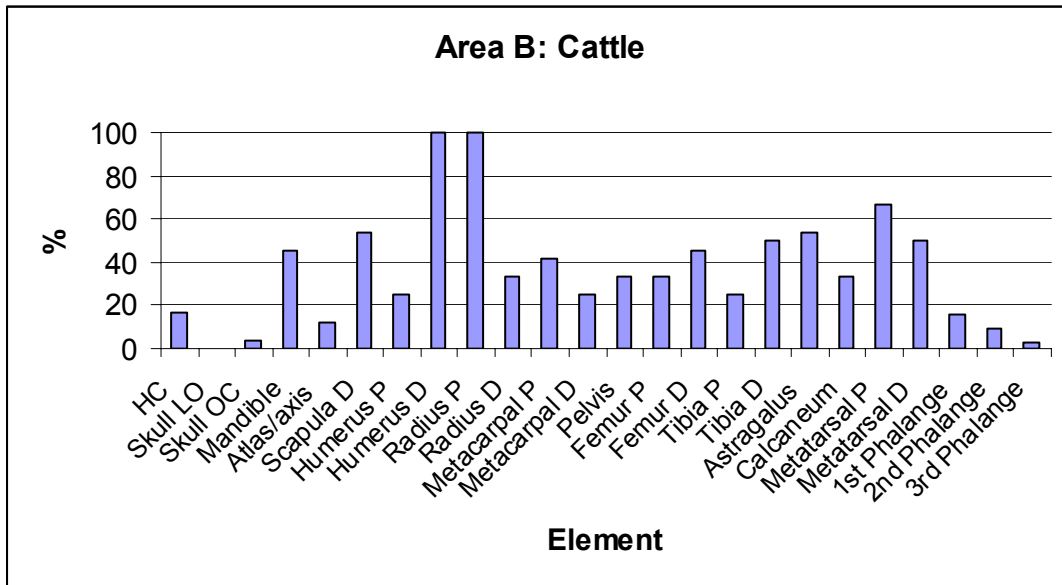 Area B: Cattle
100
80
60
40
20
0
%
HC
Skull LO
Skull OC
Mandible
Atlas/axis
Scapula D
Humerus P
Humerus D
Radius P
Radius D
Metacarpal P
Metacarpal D
Pelvis
Femur P
Femur D
Tibia P
Tibia D
Astragalus
Calcaneum
Metatarsal P
Metatarsal D
1st Phalange
2nd Phalange
3rd Phalange
Element